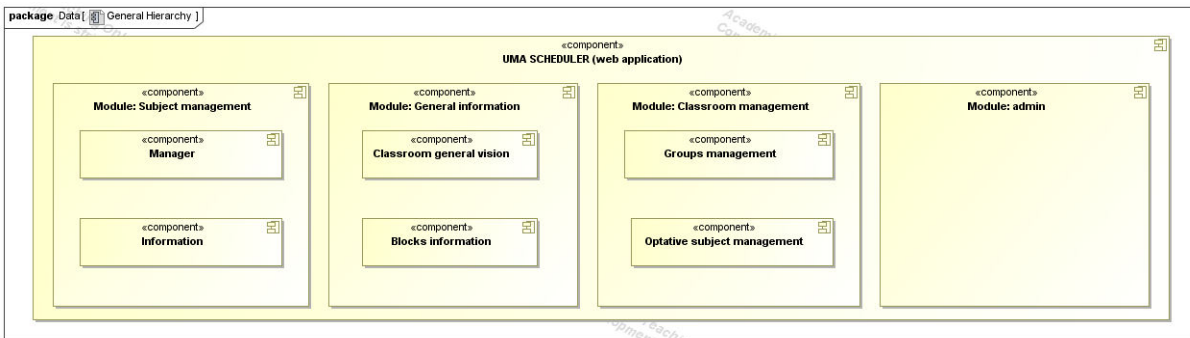 package Data[ General Hierarchy ]
«component»
UMA SCHEDULER (web application)
«component»
Module: Subject management
«component»
Manager
«component»
Information
«component»
Module: General information
«component»
Classroom general vision
«component»
Blocks information
«component»
Module: Classroom management
«component»
Groups management
«component»
Optative subject management
«component»
Module: admin